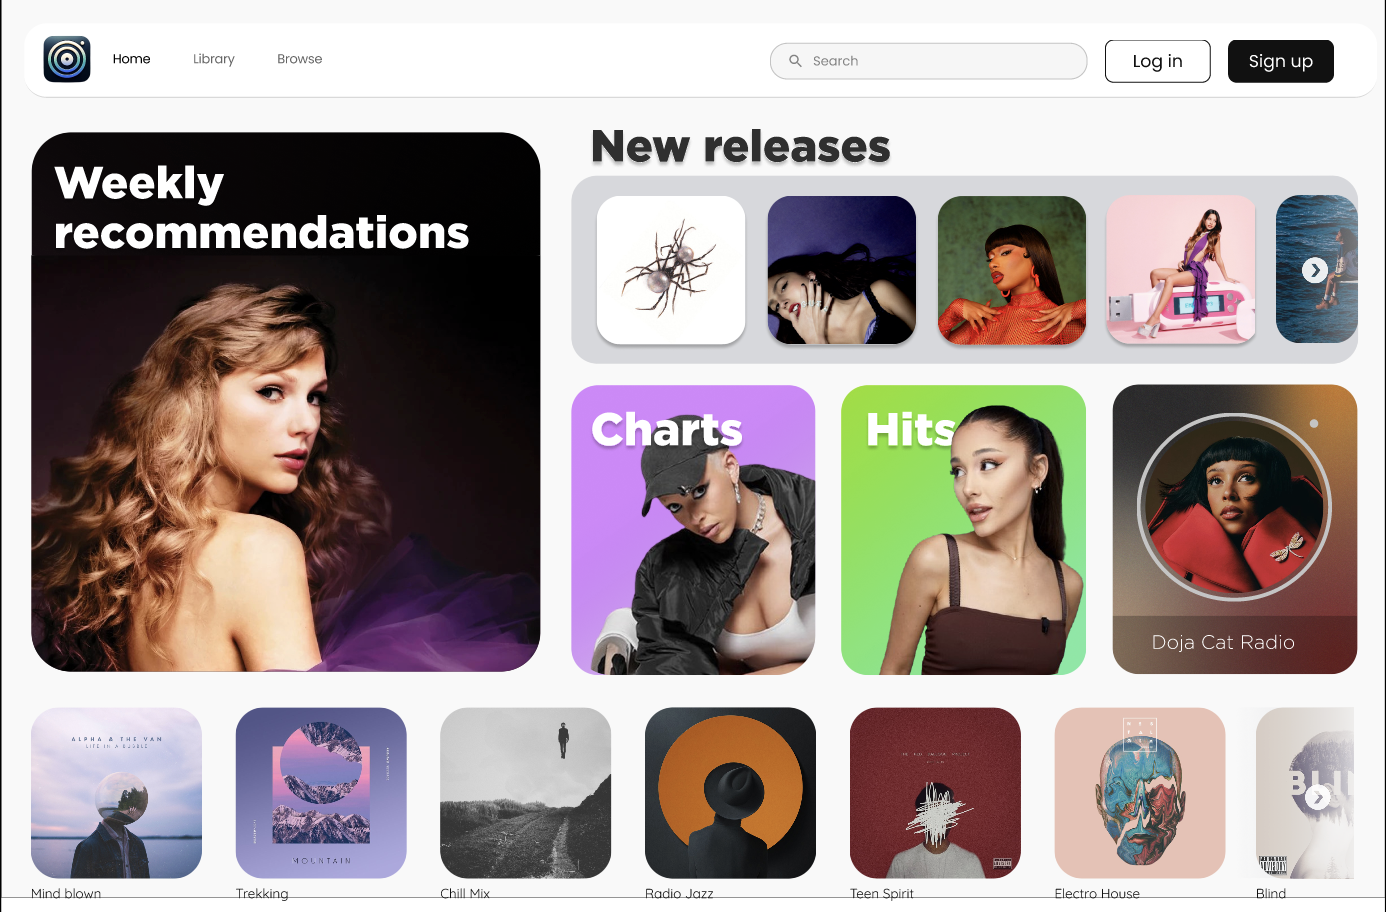 Home
Library
Browse
Search
Log in
Sign up
Weekly
recommendations
New releases
Charts
Hits
Doja Cat Radio
ALPHA & THE VAN
LIFE IN A BUBBLE
MOUNTAIN
BLIN
Mind blown
Trekking
Chill Mix
Radio Jazz
Teen Spirit
Electro House
Blind